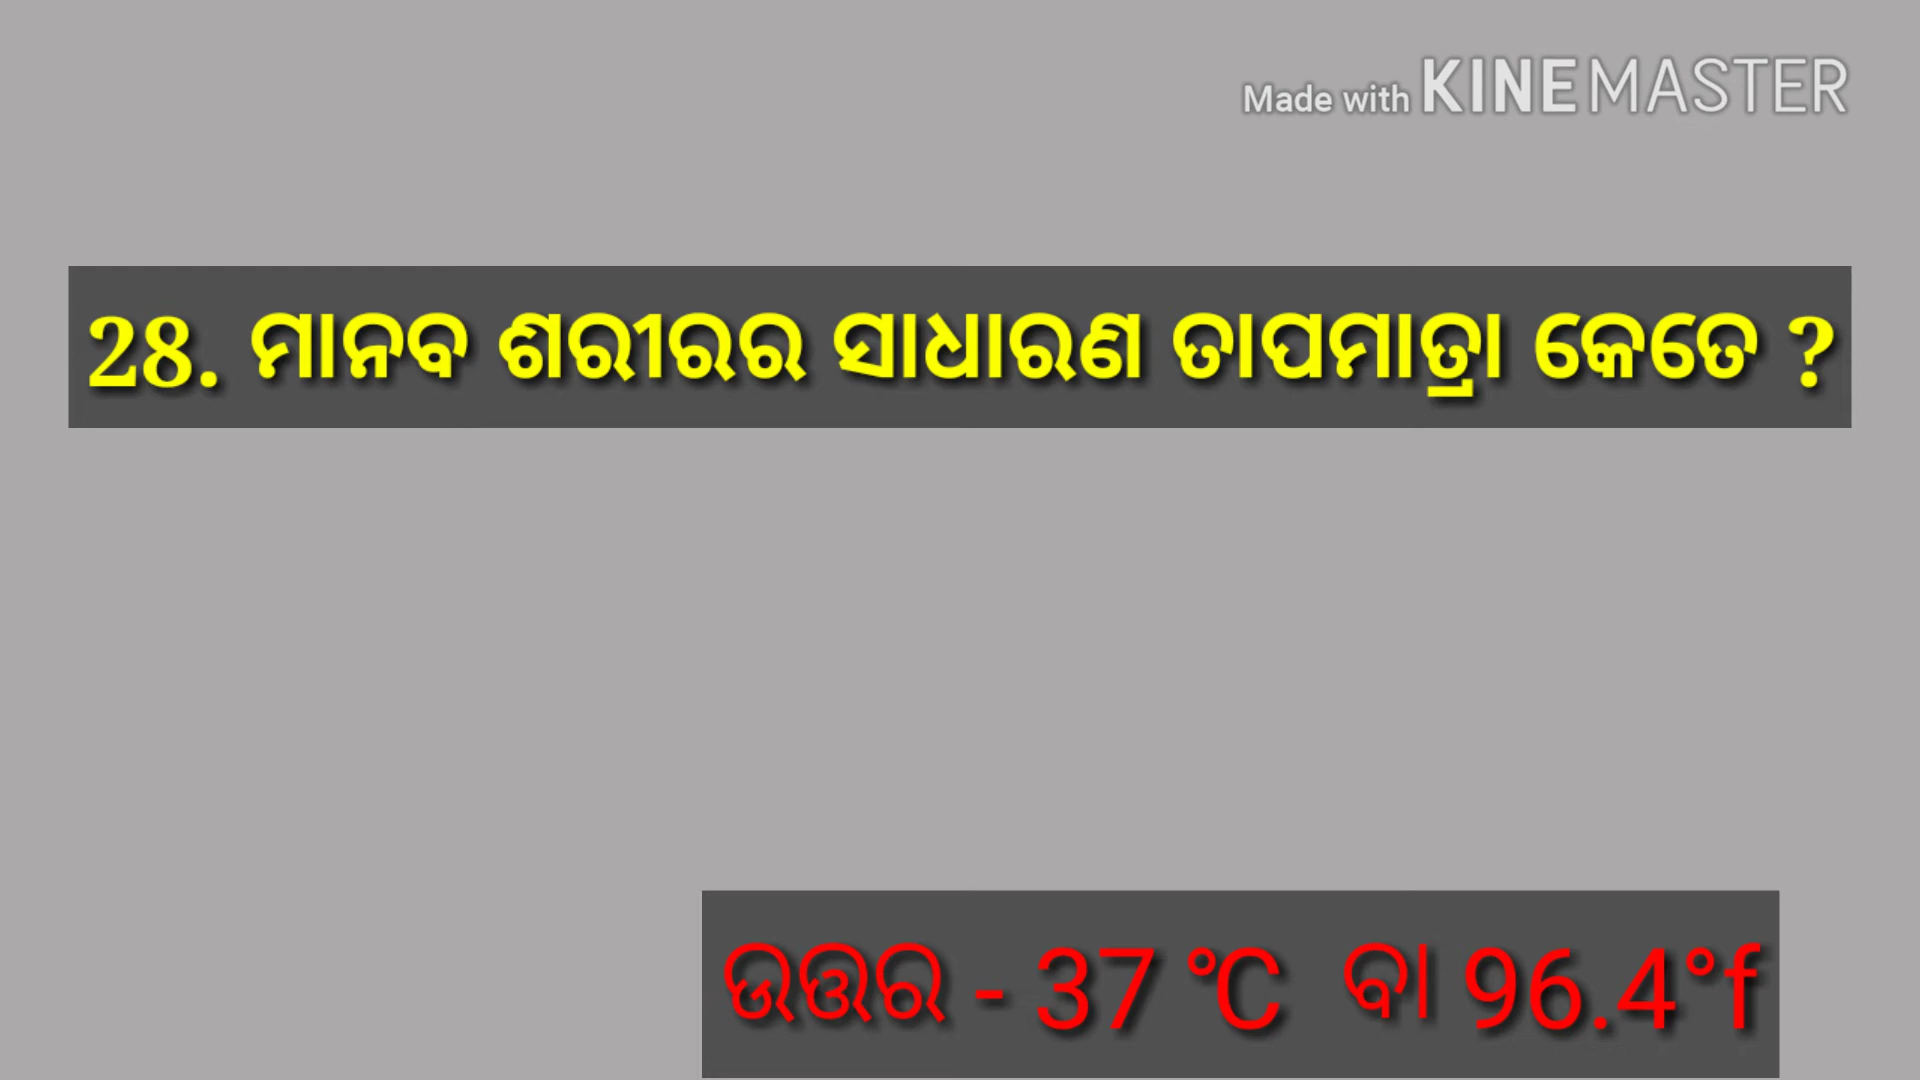 Made with KINEMASTER
28. ମାନବ ଶରୀରର ସାଧାରଣ ତାପମାତ୍ରା କେତେ ?
ଉତ୍ତର - 37 ℃ ବା 96.4°f